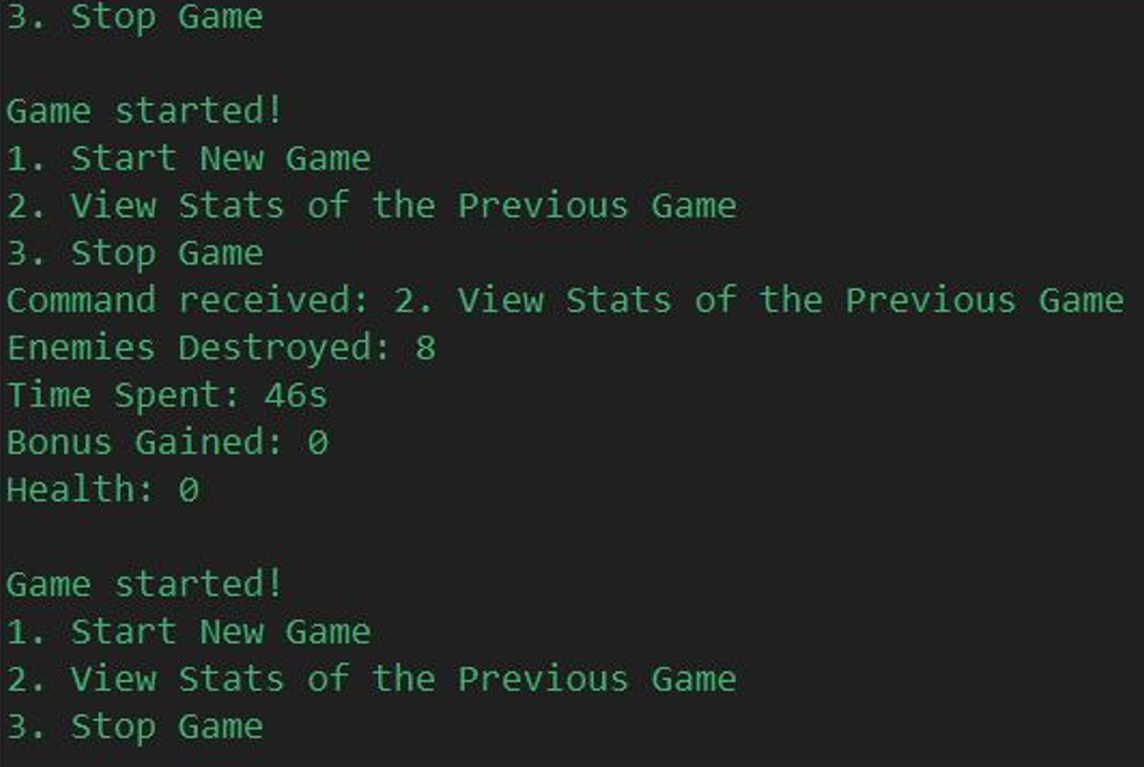 3. Stop Game
Game started!
1. Start New Game
2. View Stats of the Previous Game
3. Stop Game
Command received: 2. View Stats of the Previous Game
Enemies Destroyed: 8
Time Spent: 46s
Bonus Gained: 0
Health: 0
Game started!
1. Start New Game
2. View Stats of the Previous Game
3. Stop Game